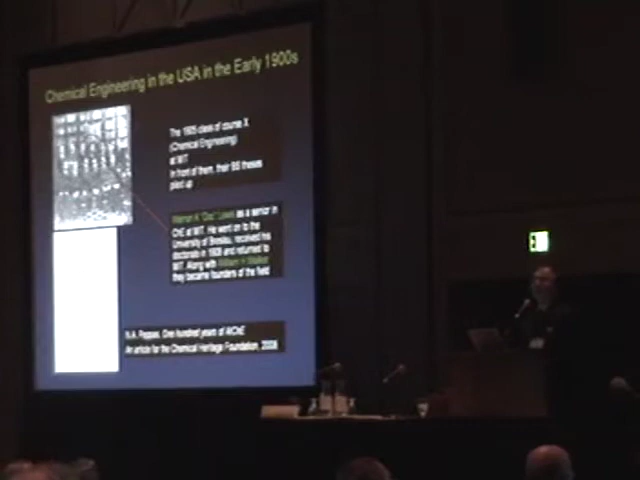 Chemical Engineering in the USA in the Early 1900s
The 1905 class of course X
(Chemical Engineering)
at MIT
In front of them, their BS theses
piled up
Warren K "Doc" Lewis as a senior in
ChE at MIT. He went on to the
University of Breslau, received his
doctorate in 1908 and returned to
MIT. Along with William H Walker
they became founders of the field
N.A. Peppas, One hundred years of AIChE
An article for the Chemical Heritage Foundation, 2008